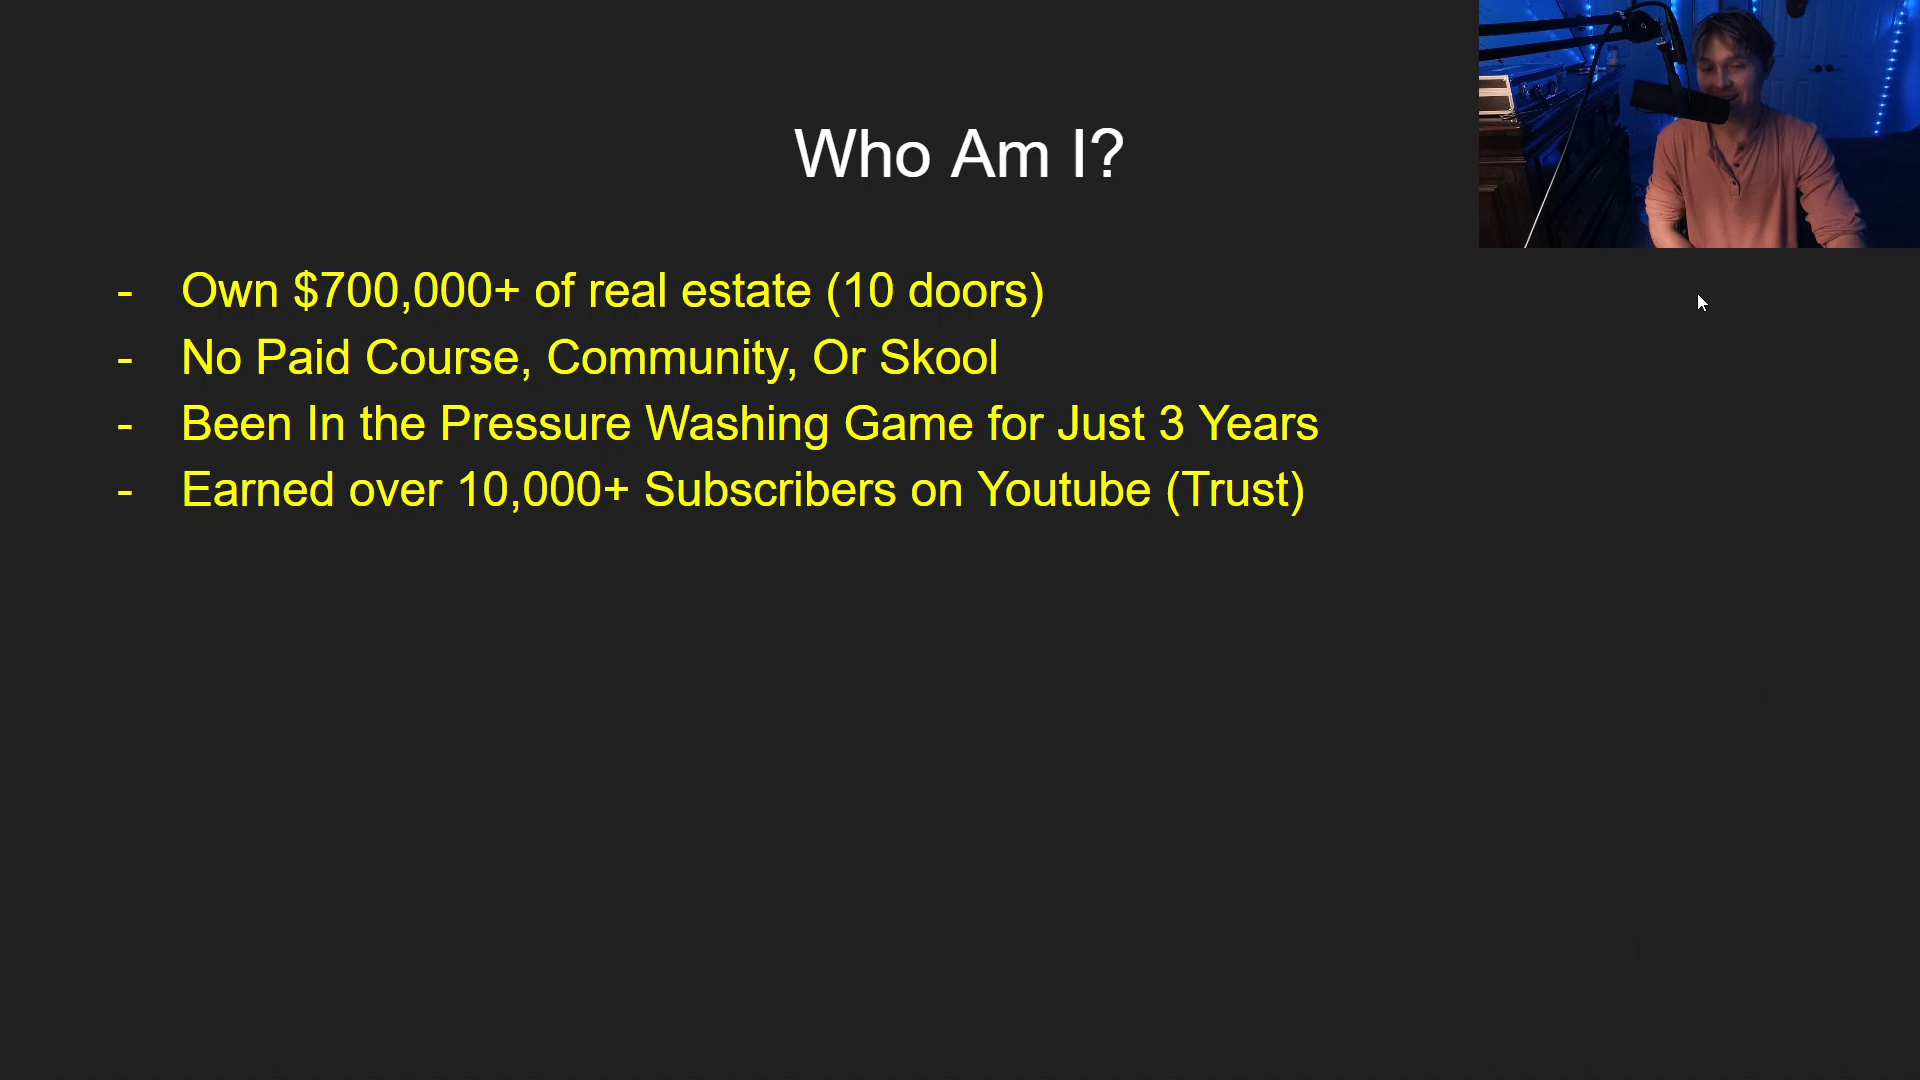 Who Am I?
- Own $700,000+ of real estate (10 doors)
- No Paid Course, Community, Or Skool
- Been In the Pressure Washing Game for Just 3 Years
- Earned over 10,000+ Subscribers on Youtube (Trust)